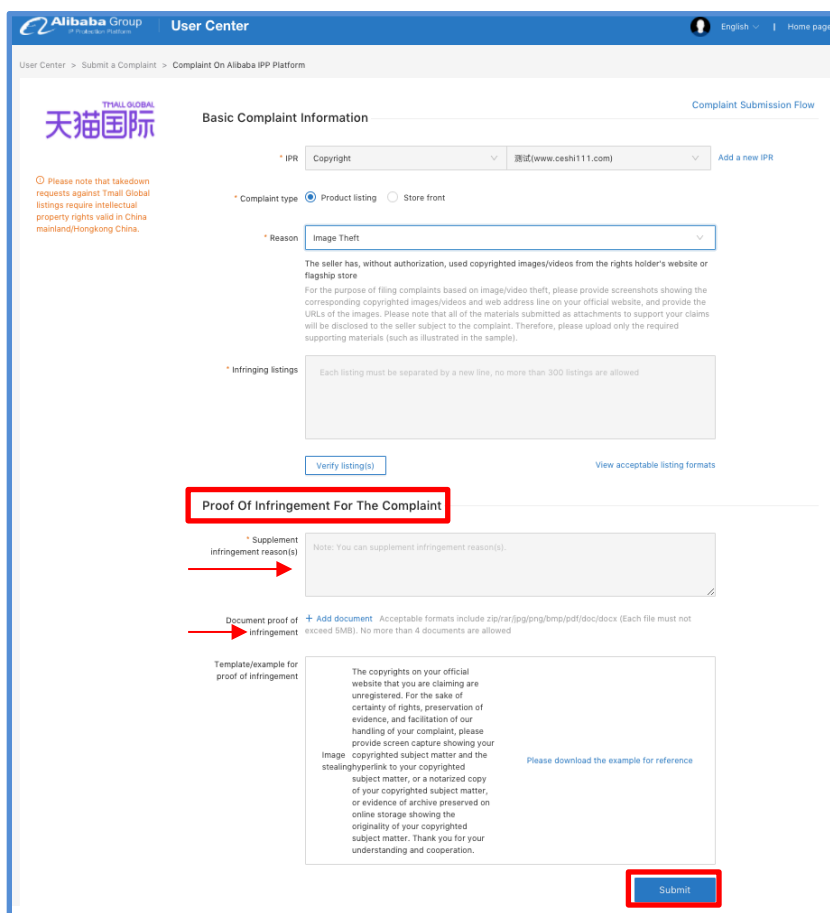 Alibaba Group
IP Protection Platform
User Center
English
|
Home page
User Center > Submit a Complaint > Complaint On Alibaba IPP Platform
TMALL GLOBAL
天猫国际
Please note that takedown
requests against Tmall Global
listings require intellectual
property rights valid in China
mainland/Hongkong China.
Complaint Submission Flow
Basic Complaint Information
* IPR
Copyright
测试(www.ceshi111.com)
Add a new IPR
* Complaint type
Product listing
Store front
* Reason
Image Theft
The seller has, without authorization, used copyrighted images/videos from the rights holder's website or
flagship store
For the purpose of filing complaints based on image/video theft, please provide screenshots showing the
corresponding copyrighted images/videos and web address line on your official website, and provide the
URLs of the images. Please note that all of the materials submitted as attachments to support your claims
will be disclosed to the seller subject to the complaint. Therefore, please upload only the required
supporting materials (such as illustrated in the sample).
* Infringing listings
Each listing must be separated by a new line, no more than 300 listings are allowed
Verify listing(s)
View acceptable listing formats
Proof Of Infringement For The Complaint
* Supplement
infringement reason(s)
Note: You can supplement infringement reason(s).
Document proof of
infringement
+ Add document Acceptable formats include zip/rar/jpg/png/bmp/pdf/doc/docx (Each file must not
exceed 5MB). No more than 4 documents are allowed
Template/example for
proof of infringement
Image
stealing
The copyrights on your official
website that you are claiming are
unregistered. For the sake of
certainty of rights, preservation of
evidence, and facilitation of our
handling of your complaint, please
provide screen capture showing your
copyrighted subject matter and the
hyperlink to your copyrighted
subject matter, or a notarized copy
of your copyrighted subject matter,
or evidence of archive preserved on
online storage showing the
originality of your copyrighted
subject matter. Thank you for your
understanding and cooperation.
Please download the example for reference
Submit